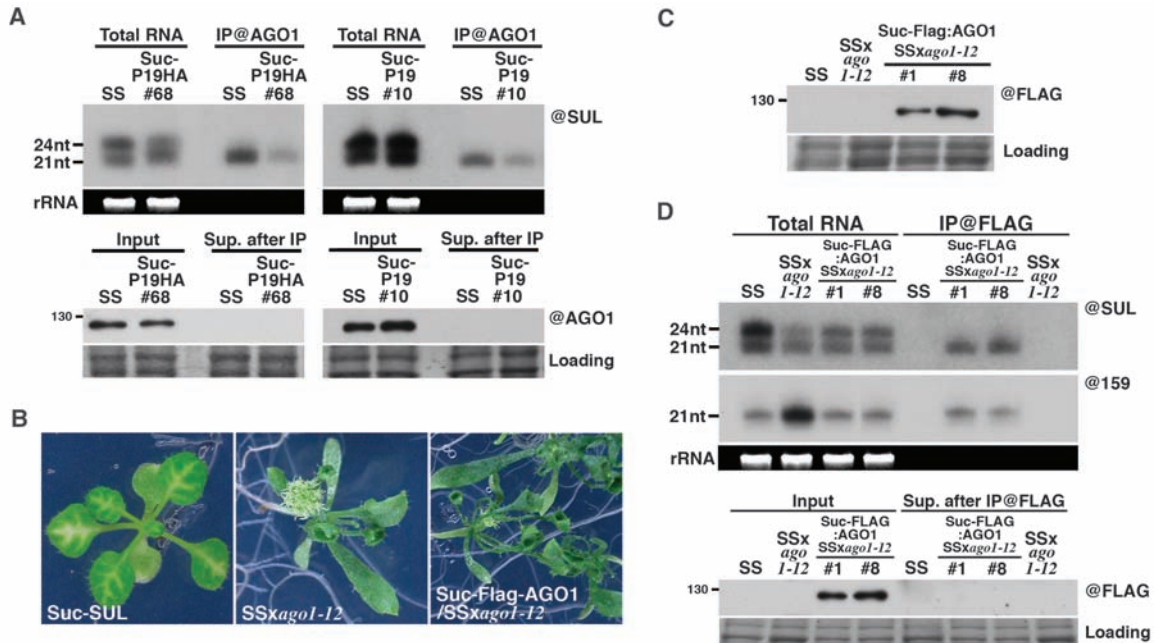 A
Total RNA IP@AGO1 Total RNA IP@AGO1
SS Suc-P19HA #68 SS Suc-P19HA #68 SS Suc-P19 #10 SS Suc-P19 #10
@SUL
24nt
21nt
rRNA
Input Sup. after IP Input Sup. after IP
SS Suc-P19HA #68 SS Suc-P19HA #68 SS Suc-P19 #10 SS Suc-P19 #10
130
@AGO1
Loading
B
Suc-SUL
SSxago1-12
Suc-Flag-AGO1
/SSxago1-12
C
Suc-Flag:AGO1
SSxago1-12
SS SSx ago 1-12 #1 #8
130
@FLAG
Loading
D
Total RNA IP@FLAG
Suc-FLAG :AGO1 SSxago1-12 Suc-FLAG :AGO1 SSxago1-12
SS SSx ago 1-12 #1 #8 SS #1 #8 SSx ago 1-12
@SUL
24nt
21nt
@159
21nt
rRNA
Input Sup. after IP@FLAG
Suc-FLAG :AGO1 SSxago1-12 Suc-FLAG :AGO1 SSxago1-12
SS SSx ago 1-12 #1 #8 SS #1 #8 SSx ago 1-12
130
@FLAG
Loading